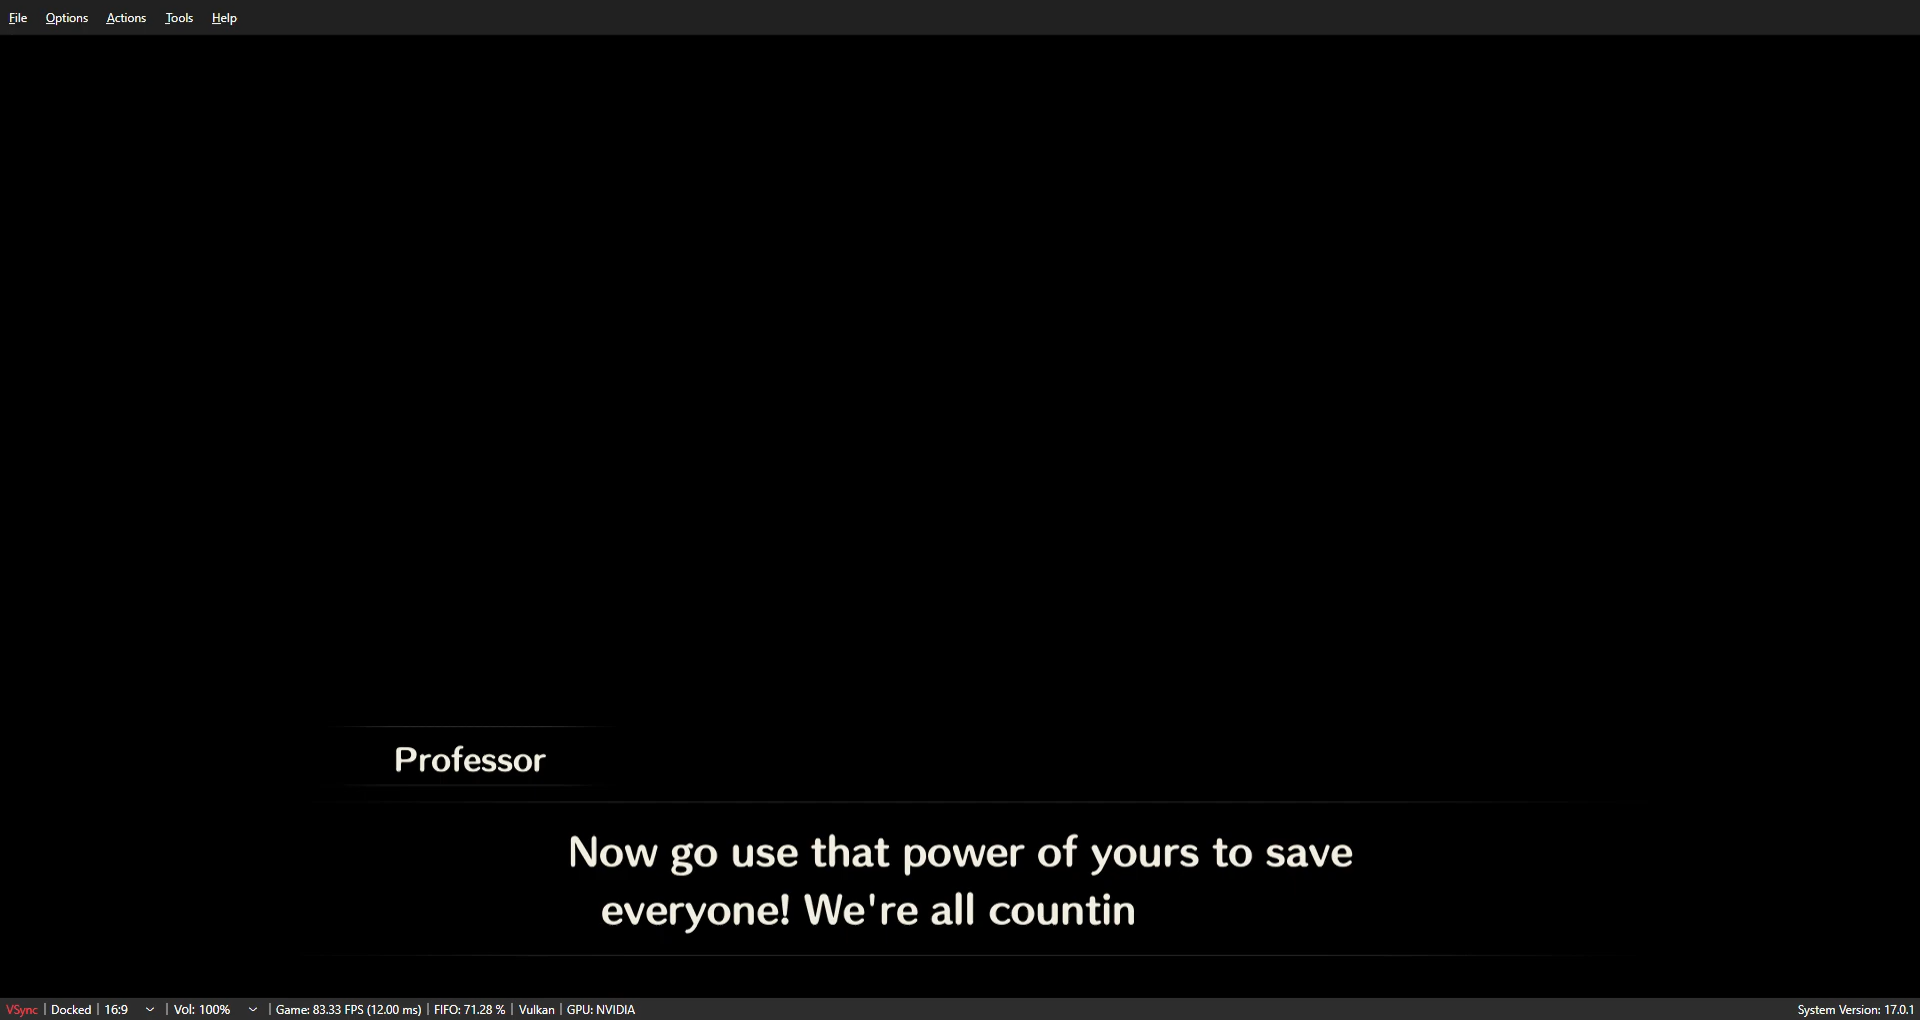 File Options Actions Tools Help
Professor
Now go use that power of yours to save
everyone! We're all countin
VSync | Docked | 16:9 | Vol: 100% | Game: 83.33 FPS (12.00 ms) | FIFO: 71.28 % | Vulkan | GPU: NVIDIA System Version: 17.0.1